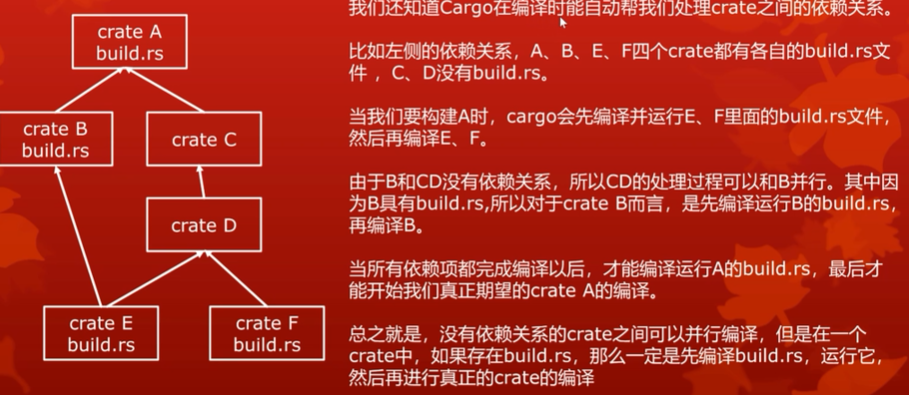 crate A
build.rs
crate B
build.rs
crate C
crate D
crate E
build.rs
crate F
build.rs
我们还知道Cargo在编译时能自动帮我们处理crate之间的依赖关系。
比如左侧的依赖关系，A、B、E、F四个crate都有各自的build.rs文
件 ，C、D没有build.rs。
当我们要构建A时，cargo会先编译并运行E、F里面的build.rs文件，
然后再编译E、F。
由于B和CD没有依赖关系，所以CD的处理过程可以和B并行。其中因
为B具有build.rs,所以对于crate B而言，是先编译运行B的build.rs，
再编译B。
当所有依赖项都完成编译以后，才能编译运行A的build.rs，最后才
能开始我们真正期望的crate A的编译。
总之就是，没有依赖关系的crate之间可以并行编译，但是在一个
crate中，如果存在build.rs，那么一定是先编译build.rs，运行它，
然后再进行真正的crate的编译